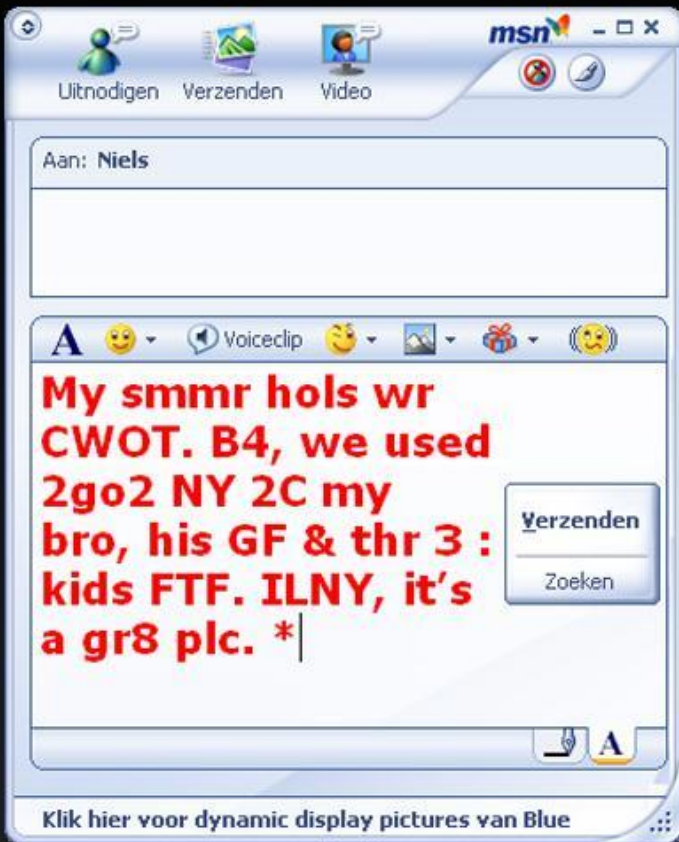 msn
Uitnodigen Verzenden Video
Aan: Niels
A Voiceclip
My smmr hols wr
CWOT. B4, we used
2go2 NY 2C my
bro, his GF & thr 3 :
kids FTF. ILNY, it's
a gr8 plc. *
Verzenden
Zoeken
A
Klik hier voor dynamic display pictures van Blue